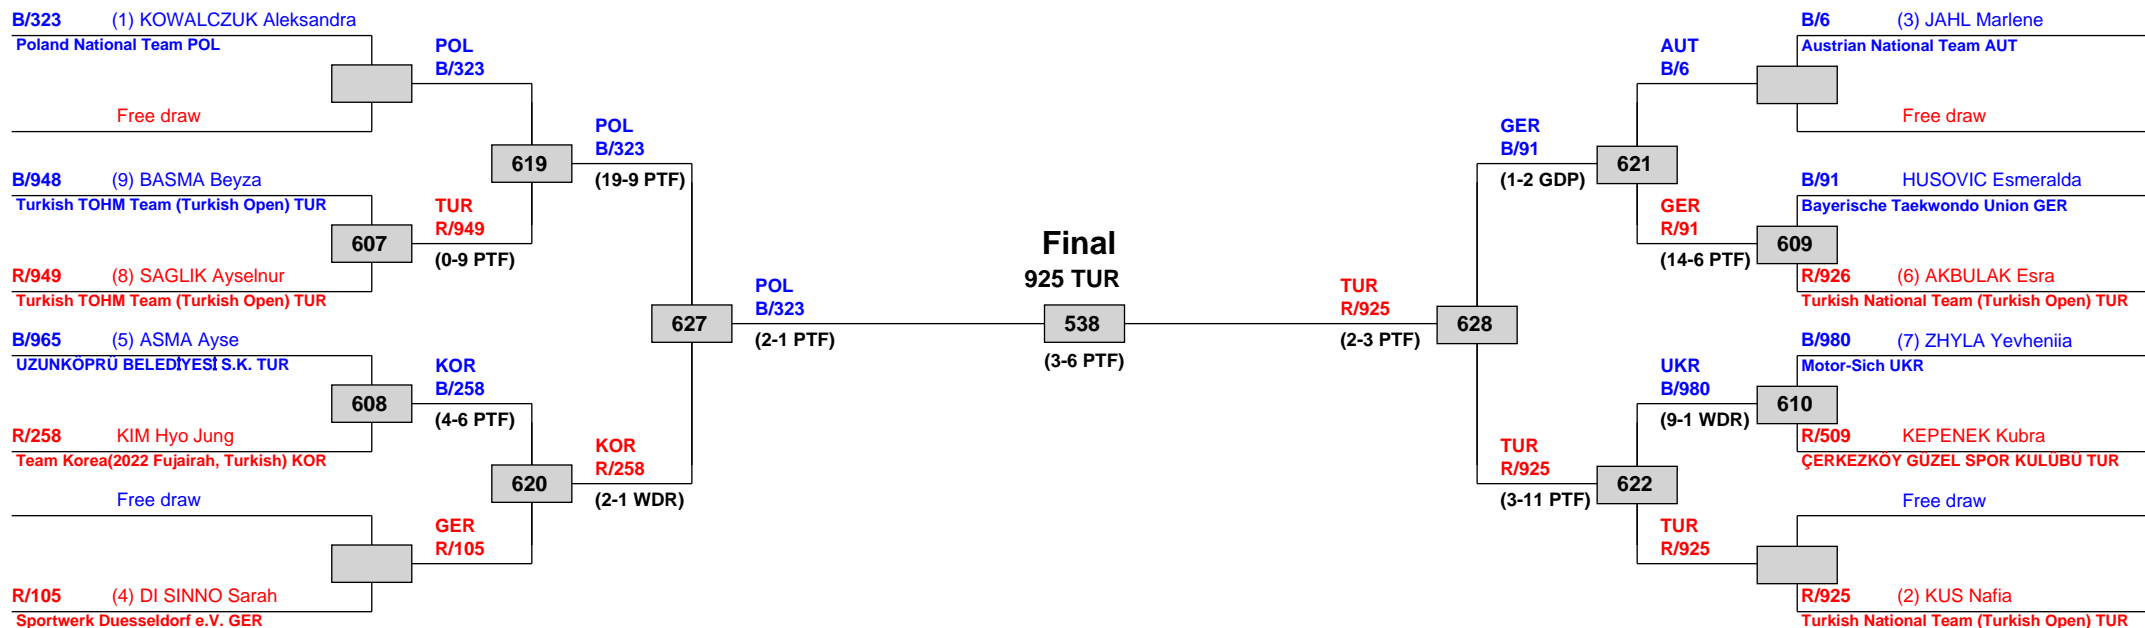 B/323 (1) KOWALCZUK Aleksandra
Poland National Team POL
Free draw
POL
B/323
B/948 (9) BASMA Beyza
Turkish TOHM Team (Turkish Open) TUR
607
R/949 (8) SAGLIK Ayselnur
Turkish TOHM Team (Turkish Open) TUR
TUR
R/949
(0-9 PTF)
619
POL
B/323
(19-9 PTF)
B/965 (5) ASMA Ayse
UZUNKÖPRÜ BELEDİYESİ S.K. TUR
608
R/258 KIM Hyo Jung
Team Korea(2022 Fujairah, Turkish) KOR
KOR
B/258
(4-6 PTF)
Free draw
R/105 (4) DI SINNO Sarah
Sportwerk Duesseldorf e.V. GER
GER
R/105
620
KOR
R/258
(2-1 WDR)
627
POL
B/323
(2-1 PTF)
Final
925 TUR
538
(3-6 PTF)
TUR
R/925
(2-3 PTF)
628
GER
B/91
(1-2 GDP)
621
AUT
B/6
B/6 (3) JAHL Marlene
Austrian National Team AUT
Free draw
GER
R/91
(14-6 PTF)
609
B/91 HUSOVIC Esmeralda
Bayerische Taekwondo Union GER
R/926 (6) AKBULAK Esra
Turkish National Team (Turkish Open) TUR
TUR
R/925
(3-11 PTF)
622
UKR
B/980
(9-1 WDR)
610
B/980 (7) ZHYLA Yevheniia
Motor-Sich UKR
R/509 KEPENEK Kubra
ÇERKEZKÖY GÜZEL SPOR KULÜBÜ TUR
TUR
R/925
Free draw
R/925 (2) KUS Nafia
Turkish National Team (Turkish Open) TUR